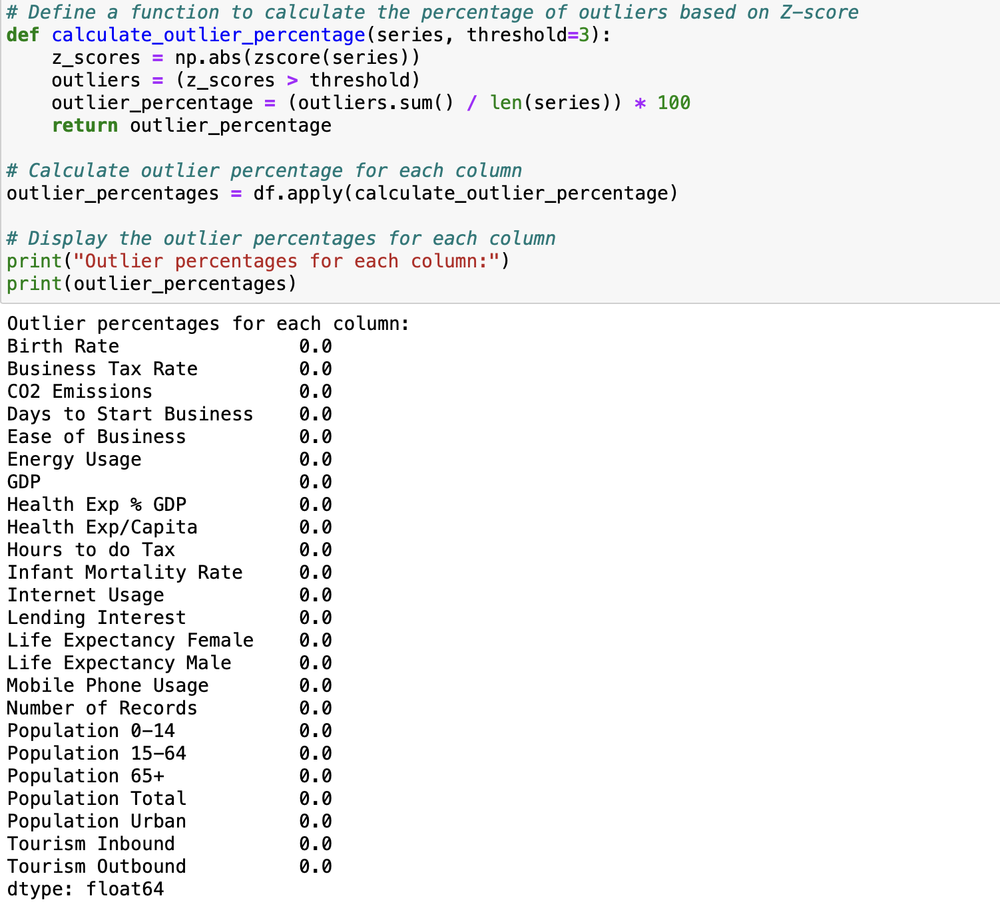 # Define a function to calculate the percentage of outliers based on Z-score
def calculate_outlier_percentage(series, threshold=3):
    z_scores = np.abs(zscore(series))
    outliers = (z_scores > threshold)
    outlier_percentage = (outliers.sum() / len(series)) * 100
    return outlier_percentage

# Calculate outlier percentage for each column
outlier_percentages = df.apply(calculate_outlier_percentage)

# Display the outlier percentages for each column
print("Outlier percentages for each column:")
print(outlier_percentages)
Outlier percentages for each column:
Birth Rate                0.0
Business Tax Rate         0.0
CO2 Emissions             0.0
Days to Start Business    0.0
Ease of Business          0.0
Energy Usage              0.0
GDP                       0.0
Health Exp % GDP          0.0
Health Exp/Capita         0.0
Hours to do Tax           0.0
Infant Mortality Rate     0.0
Internet Usage            0.0
Lending Interest          0.0
Life Expectancy Female    0.0
Life Expectancy Male      0.0
Mobile Phone Usage        0.0
Number of Records         0.0
Population 0-14           0.0
Population 15-64          0.0
Population 65+            0.0
Population Total          0.0
Population Urban          0.0
Tourism Inbound           0.0
Tourism Outbound          0.0
dtype: float64